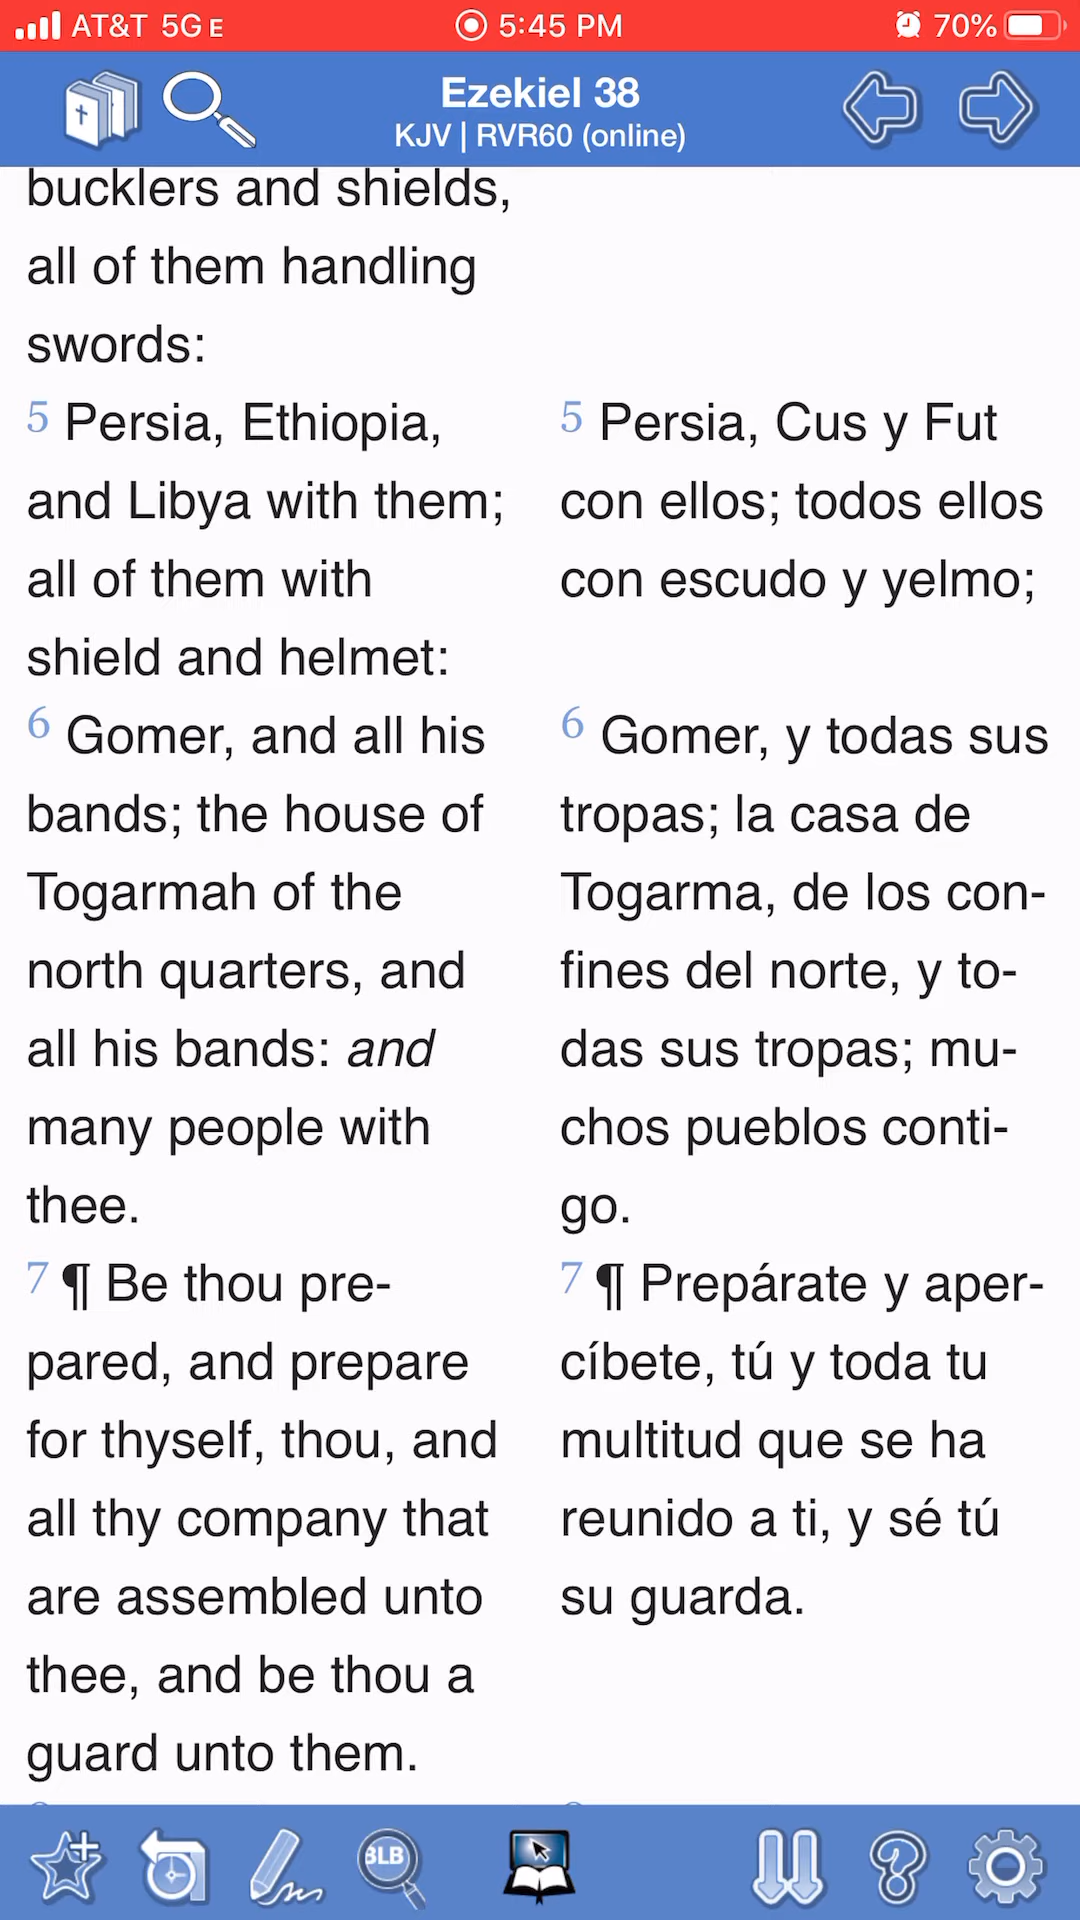 AT&T 5GE 5:45 PM 70%
Ezekiel 38
KJV | RVR60 (online)
bucklers and shields,
all of them handling
swords:
5 Persia, Ethiopia,
and Libya with them;
all of them with
shield and helmet:
6 Gomer, and all his
bands; the house of
Togarmah of the
north quarters, and
all his bands: and
many people with
thee.
7 ¶ Be thou pre-
pared, and prepare
for thyself, thou, and
all thy company that
are assembled unto
thee, and be thou a
guard unto them.
5 Persia, Cus y Fut
con ellos; todos ellos
con escudo y yelmo;
6 Gomer, y todas sus
tropas; la casa de
Togarma, de los con-
fines del norte, y to-
das sus tropas; mu-
chos pueblos conti-
go.
7 ¶ Prepárate y aper-
cíbete, tú y toda tu
multitud que se ha
reunido a ti, y sé tú
su guarda.
BLB